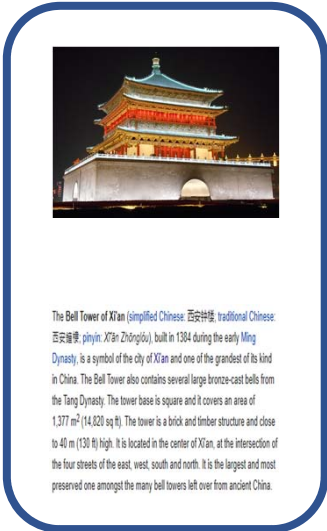 The Bell Tower of Xi'an (simplified Chinese: 西安钟楼; traditional Chinese:
西安鐘樓; pinyin: Xī'ān Zhōnglóu), built in 1384 during the early Ming
Dynasty, is a symbol of the city of Xi'an and one of the grandest of its kind
in China. The Bell Tower also contains several large bronze-cast bells from
the Tang Dynasty. The tower base is square and it covers an area of
1,377 m2 (14,820 sq ft). The tower is a brick and timber structure and close
to 40 m (130 ft) high. It is located in the center of Xi'an, at the intersection of
the four streets of the east, west, south and north. It is the largest and most
preserved one amongst the many bell towers left over from ancient China.